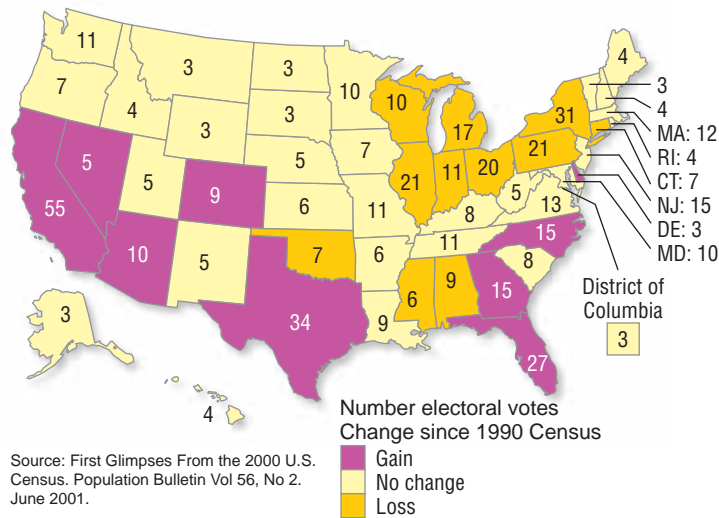 11
3
3
10
7
4
3
3
5
7
10
17
31
4
3
4
MA: 12
RI: 4
CT: 7
NJ: 15
DE: 3
MD: 10
55
5
5
9
6
11
21
11
20
21
5
13
8
10
5
7
6
11
15
8
34
9
6
9
15
27
3
4
District of
Columbia
3
Number electoral votes
Change since 1990 Census
Gain
No change
Loss
Source: First Glimpses From the 2000 U.S.
Census. Population Bulletin Vol 56, No 2.
June 2001.